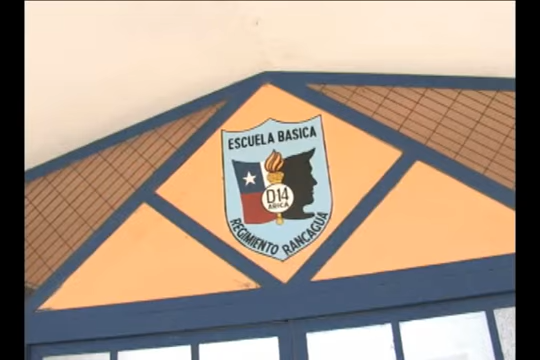 ESCUELA BASICA
D14
ARICA
REGIMIENTO RANCAGUA